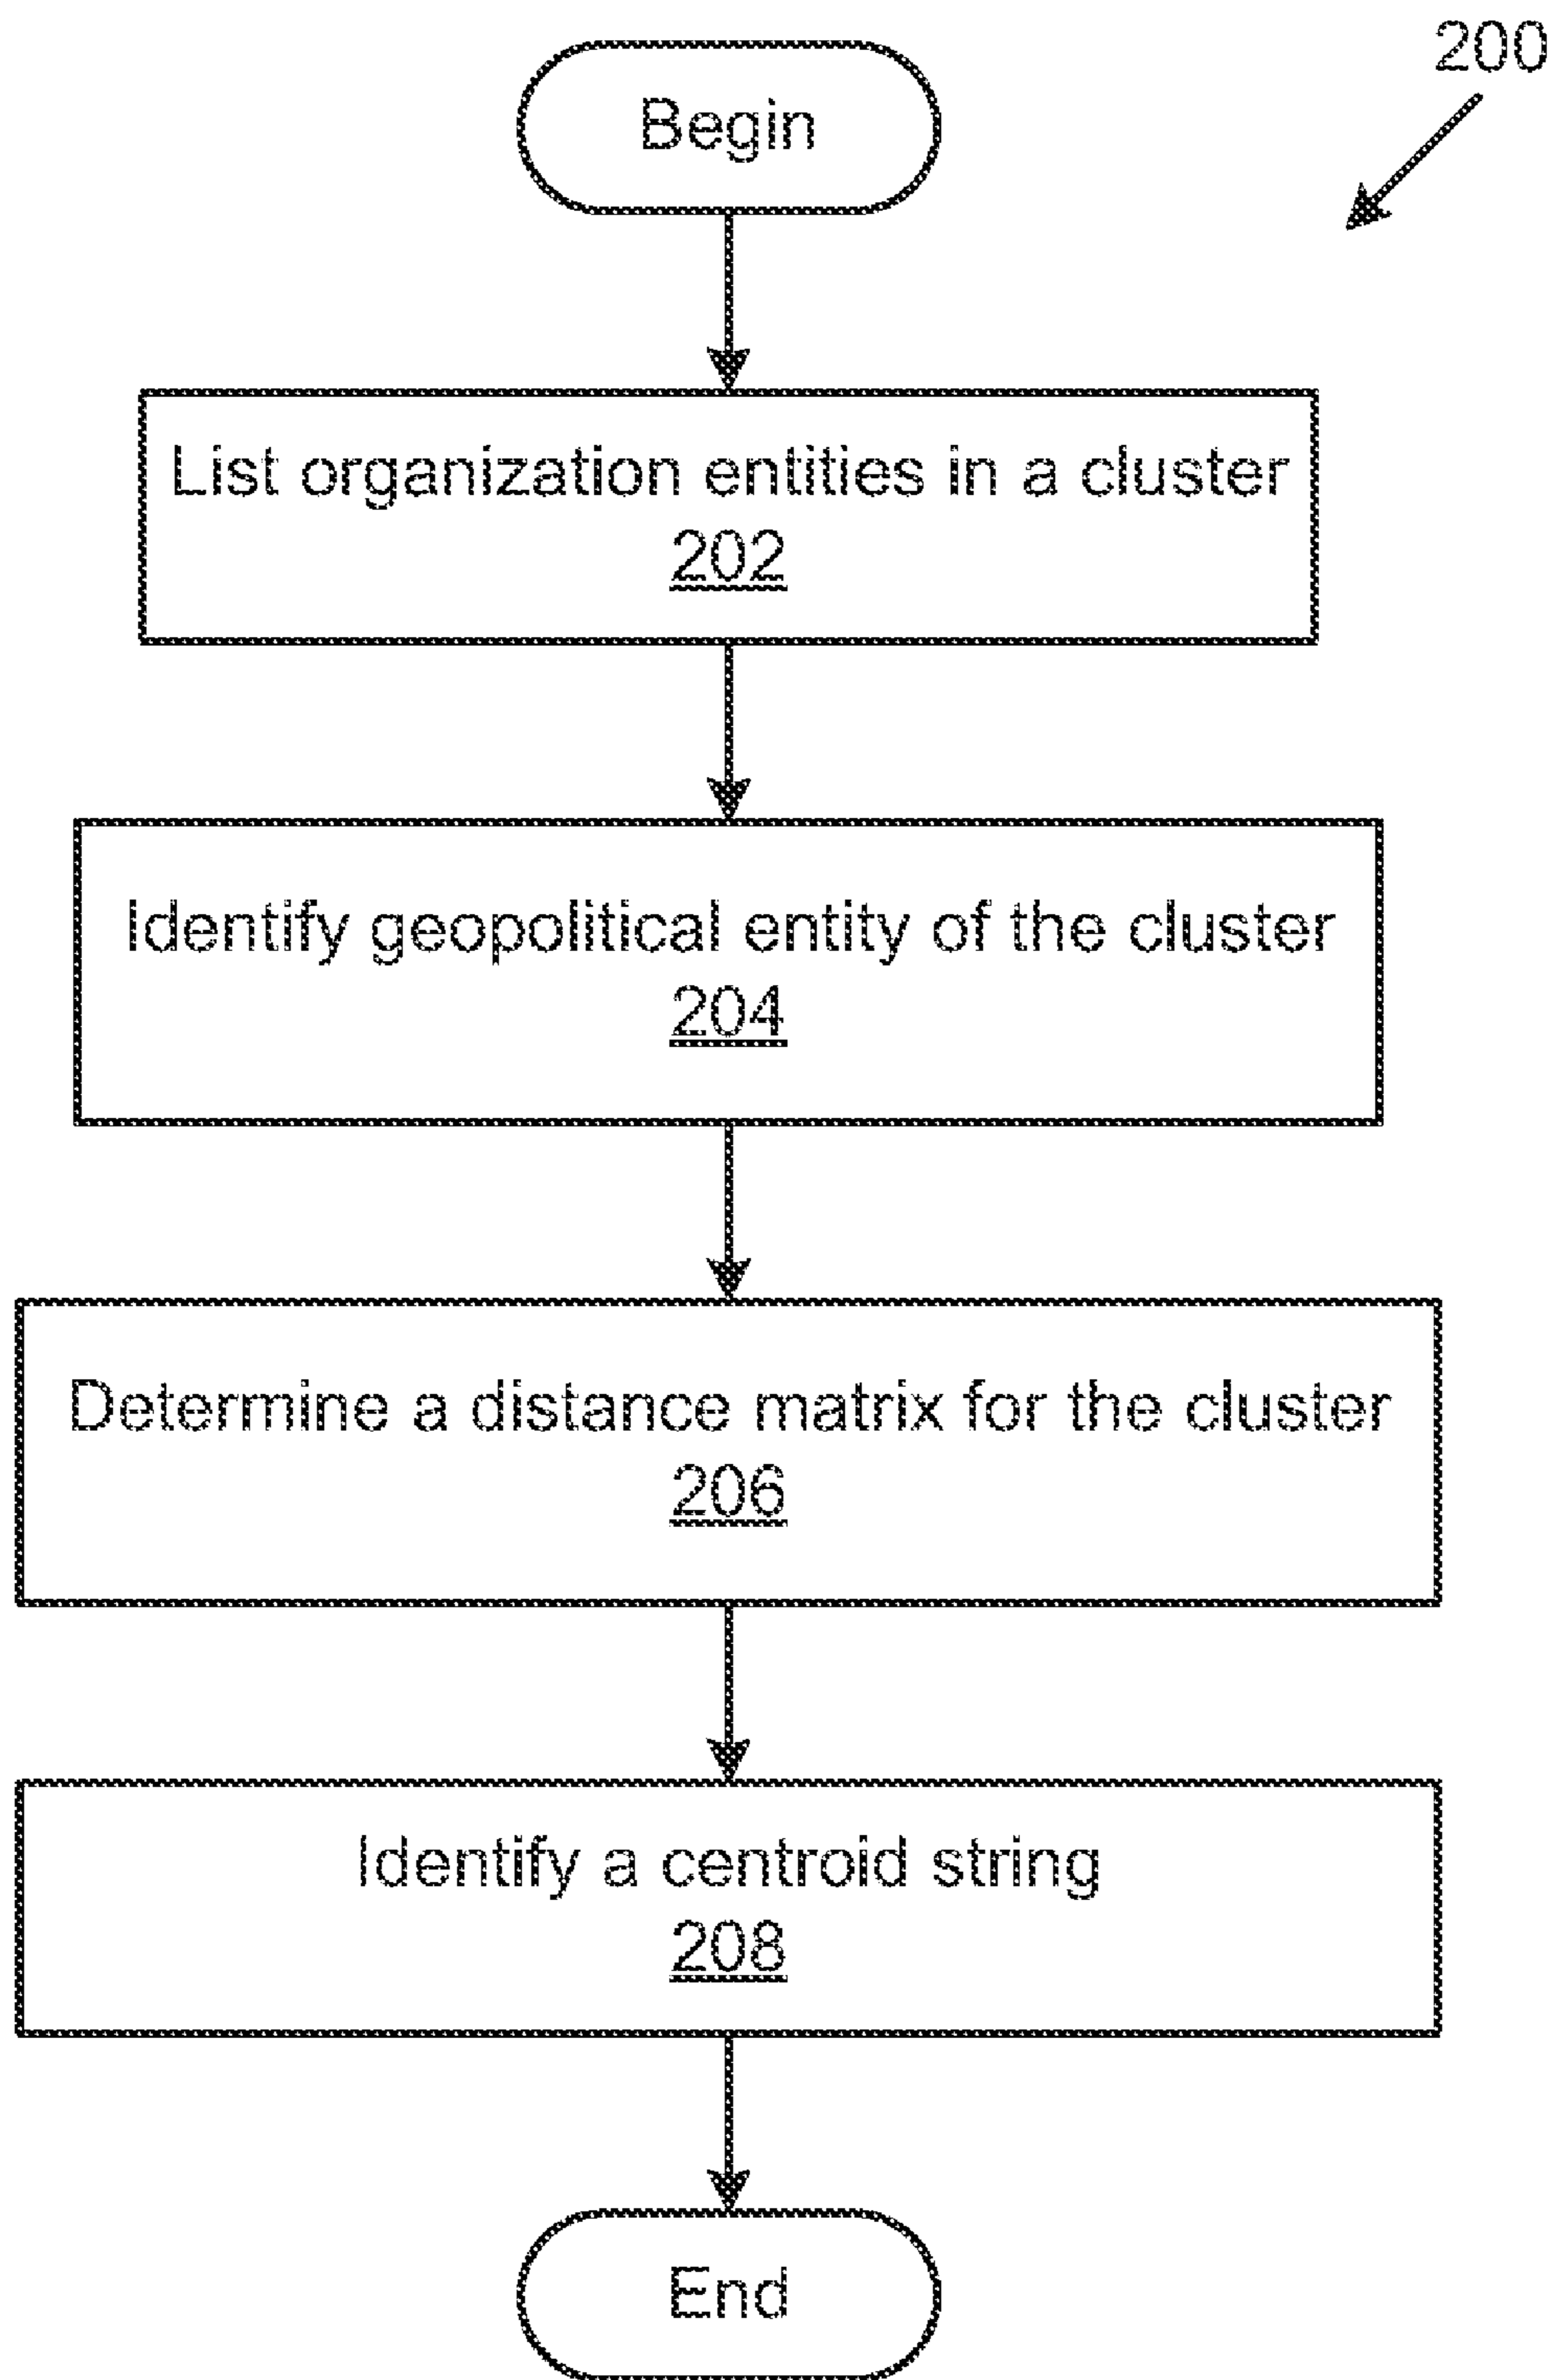 200
Begin
List organization entities in a cluster
202
Identify geopolitical entity of the cluster
204
Determine a distance matrix for the cluster
206
Identify a centroid string
208
End